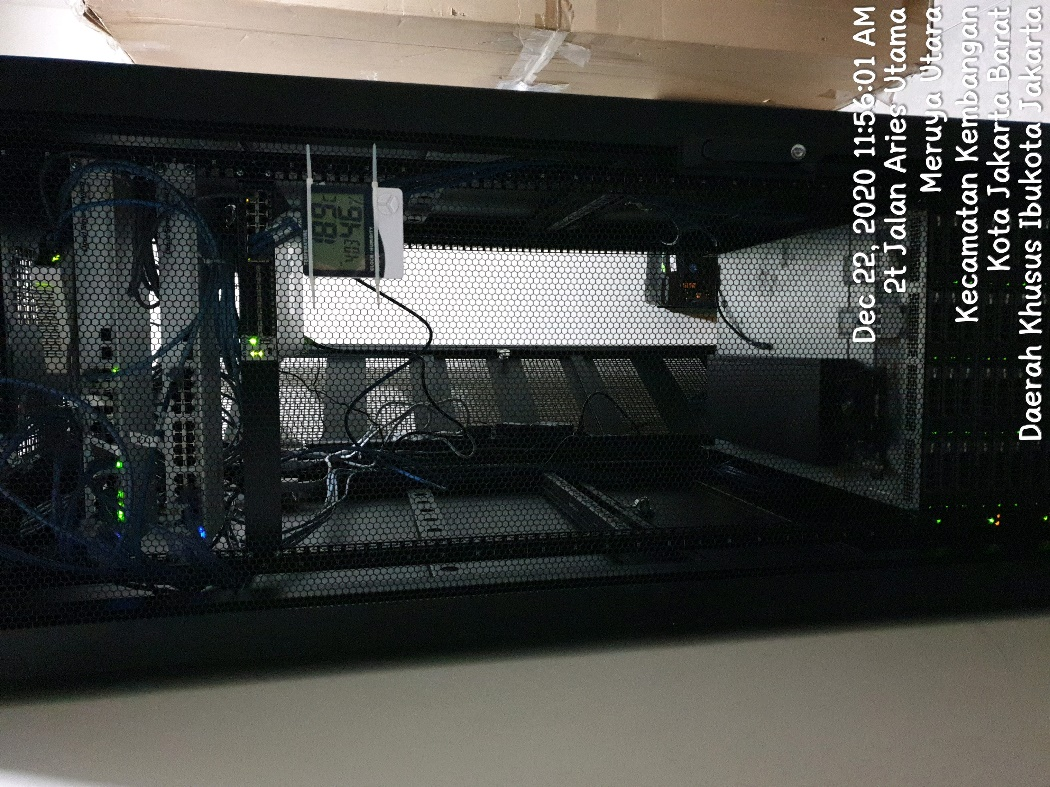 Dec 22, 2020 11:56:01 AM
2t Jalan Aries Utama
Meruya Utara
Kecamatan Kembangan
Kota Jakarta Barat
Daerah Khusus Ibukota Jakarta